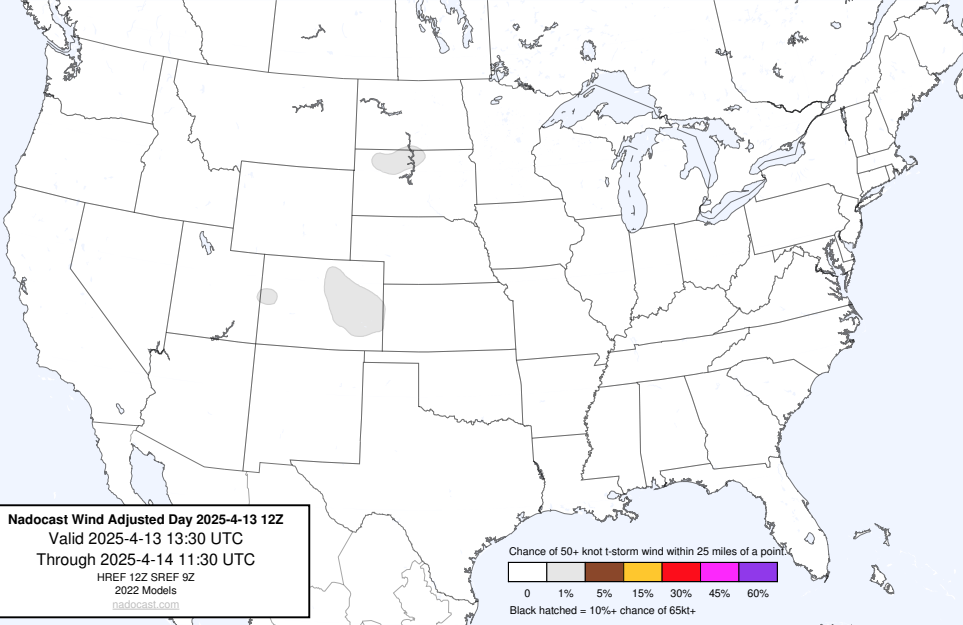 Nadocast Wind Adjusted Day 2025-4-13 12Z
Valid 2025-4-13 13:30 UTC
Through 2025-4-14 11:30 UTC
HREF 12Z SREF 9Z
2022 Models
nadocast.com
Chance of 50+ knot t-storm wind within 25 miles of a point.
0 1% 5% 15% 30% 45% 60%
Black hatched = 10%+ chance of 65kt+